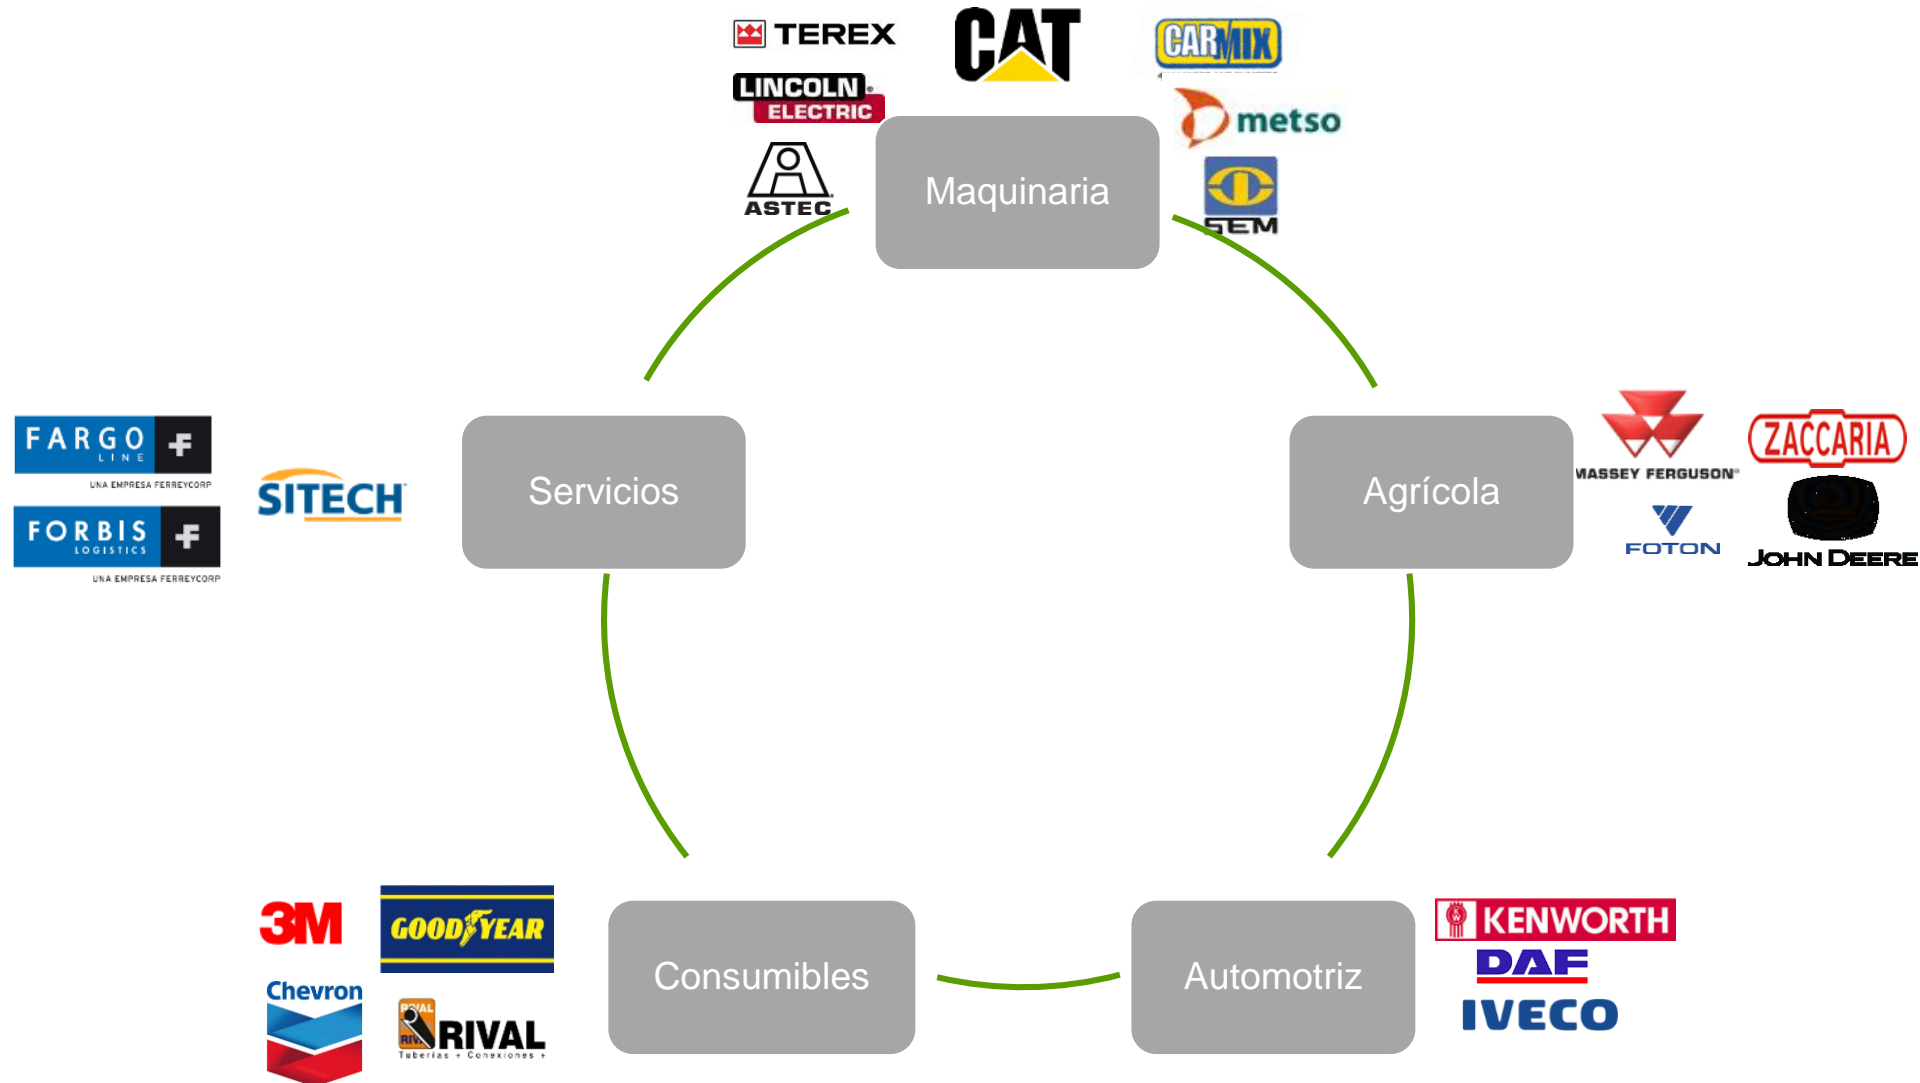 TEREX
CAT
CARMIX
LINCOLN®
ELECTRIC
metso
ASTEC
SEM
Maquinaria
FARGO
LINE
UNA EMPRESA FERREYCORP
SITECH
FORBIS
LOGISTICS
UNA EMPRESA FERREYCORP
Servicios
Agrícola
MASSEY FERGUSON
ZACCARIA
FOTON
JOHN DEERE
3M
GOODYEAR
Chevron
RIVAL
RIVAL
Tuberías + Conexiones +
Consumibles
Automotriz
KENWORTH
DAF
IVECO